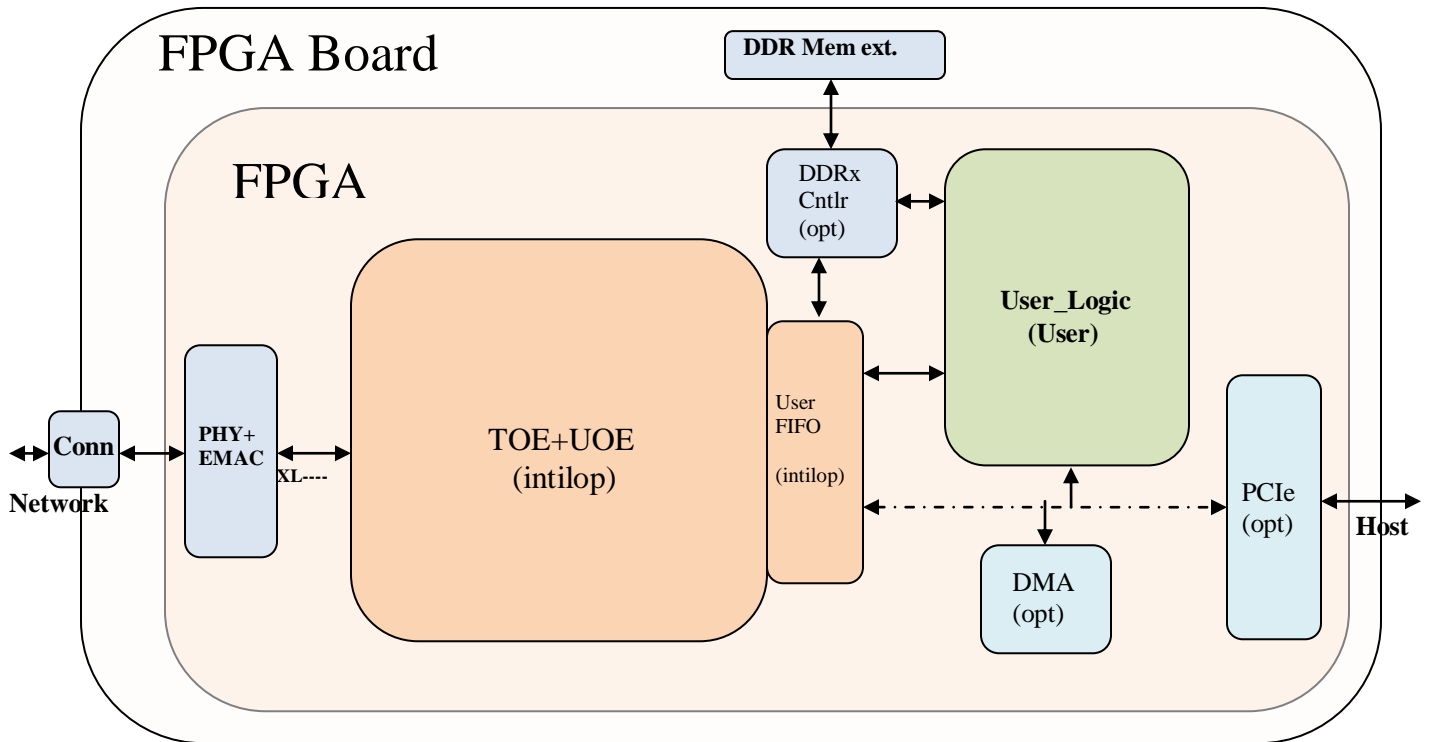 FPGA Board
DDR Mem ext.
FPGA
DDRx
Cntlr
(opt)
User_Logic
(User)
User
FIFO
(intilop)
TOE+UOE
(intilop)
PHY+
EMAC
XL----
Conn
Network
PCIe
(opt)
Host
DMA
(opt)